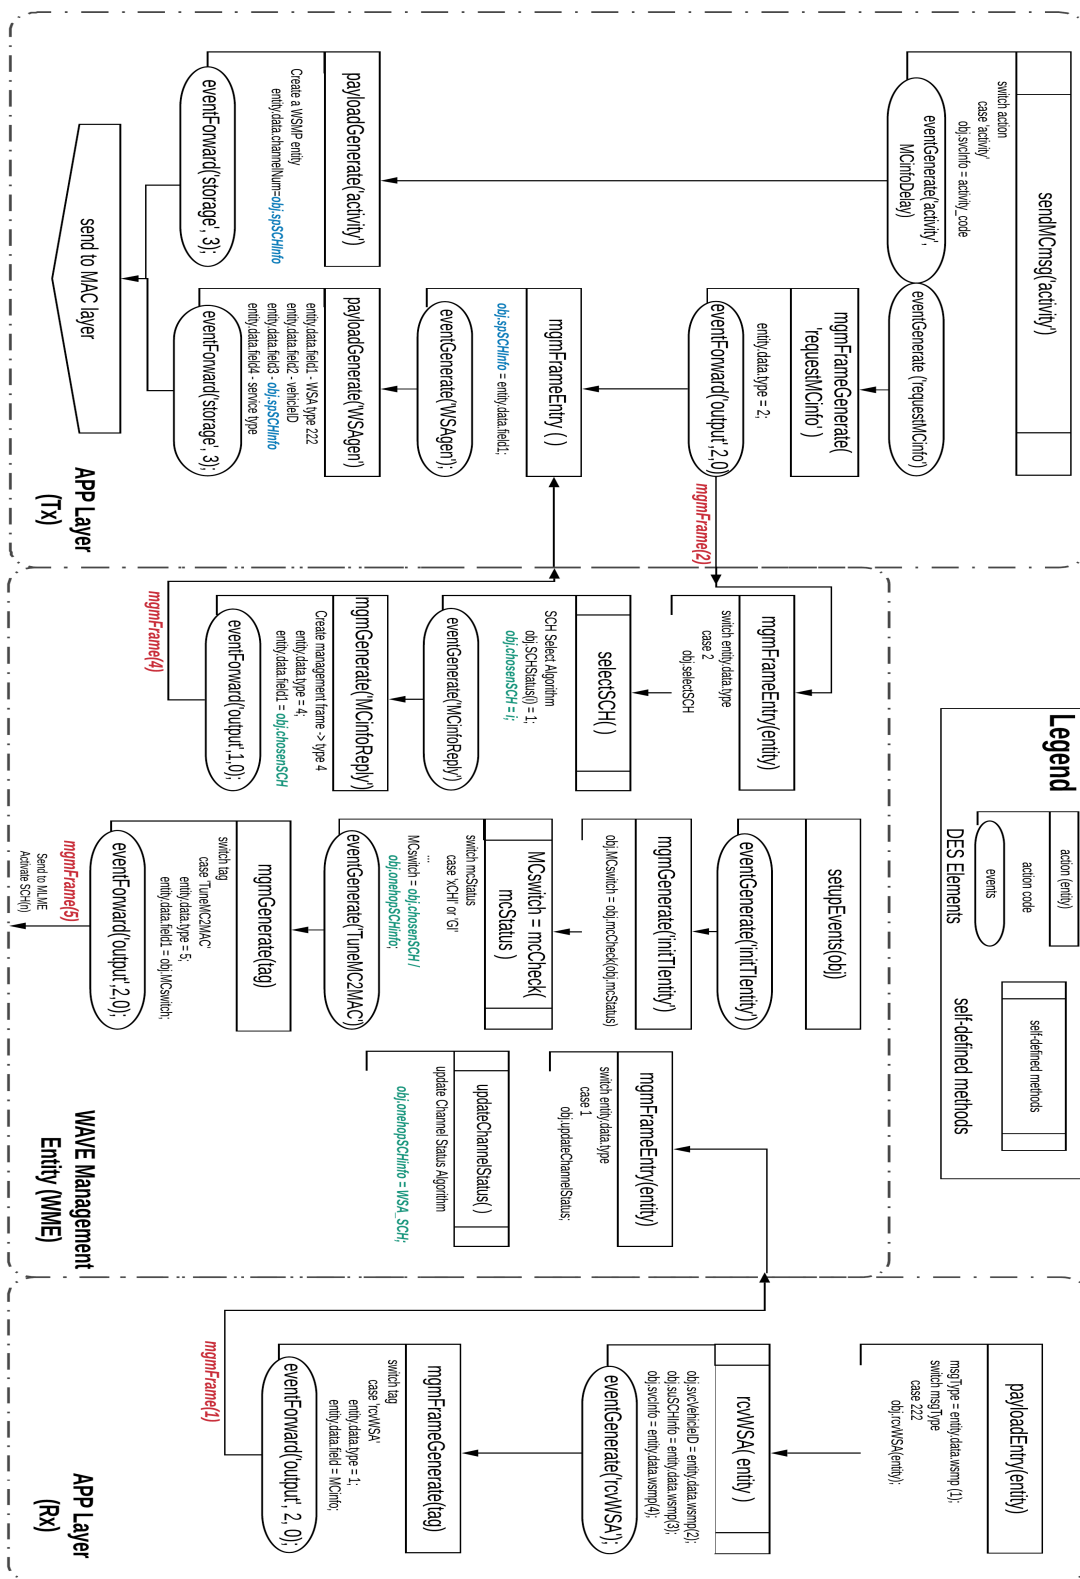 sendMCmsg('activity')
switch action
case 'activity'
obj.svcInfo = activity_code
eventGenerate('activity',
MCinfoDelay)
eventGenerate ('requestMCinfo')
payloadGenerate('activity')
Create a WSMP entity
entity.data.channelNum=obj.spSCHInfo
eventForward('storage', 3);
mgmFrameGenerate(
'requestMCinfo' )
entity.data.type = 2;
eventForward('output',2,0)
mgmFrame(2)
mgmFrameEntry ( )
obj.spSCHInfo = entity.data.field1;
eventGenerate('WSAgen');
payloadGenerate('WSAgen')
entity.data.field1 - WSA type 222
entity.data.field2 - vehicleID
entity.data.field3 - obj.spSCHInfo
entity.data.field4 - service type
eventForward('storage', 3);
send to MAC layer
APP Layer
(Tx)
mgmFrameEntry(entity)
switch entity.data.type
case 2
obj.selectSCH
selectSCH( )
SCH Select Algorithm
obj.SCHStatus(i) = 1;
obj.chosenSCH = i;
eventGenerate('MCinfoReply')
mgmGenerate('MCinfoReply')
Create management frame -> type 4
entity.data.type = 4;
entity.data.field1 = obj.chosenSCH
eventForward('output',1,0);
mgmFrame(4)
setupEvents(obj)
eventGenerate('initTIentity')
mgmGenerate('initTIentity')
obj.MCswitch = obj.mcCheck(obj.mcStatus)
MCswitch = mcCheck(
mcStatus )
switch mcStatus
case 'XCHI' or 'GI'
...
MCswitch = obj.chosenSCH /
obj.onehopSCHinfo;
eventGenerate('TuneMC2MAC')
mgmGenerate(tag)
switch tag
case 'TuneMC2MAC'
entity.data.type = 5;
entity.data.field1 = obj.MCswitch;
eventForward('output',2,0);
mgmFrame(5)
Send to MLME
Activate SCH(n)
mgmFrameEntry(entity)
switch entity.data.type
case 1
obj.updateChannelStatus;
updateChannelStatus( )
update Channel Status Algorithm
obj.onehopSCHinfo = WSA_SCH;
WAVE Management
Entity (WME)
Legend
action (entity)
action code
events
DES Elements
self-defined methods
self-defined methods
payloadEntry(entity)
msgType = entity.data.wsmp (1);
switch msgType
case 222
obj.rcvWSA(entity);
rcvWSA( entity )
obj.svcVehicleID = entity.data.wsmp(2);
obj.suSCHInfo = entity.data.wsmp(3);
obj.svcInfo = entity.data.wsmp(4);
eventGenerate('rcvWSA');
mgmFrameGenerate(tag)
switch tag
case 'rcvWSA'
entity.data.type = 1;
entity.data.field = MCinfo;
eventForward('output', 2, 0);
mgmFrame(1)
APP Layer
(Rx)